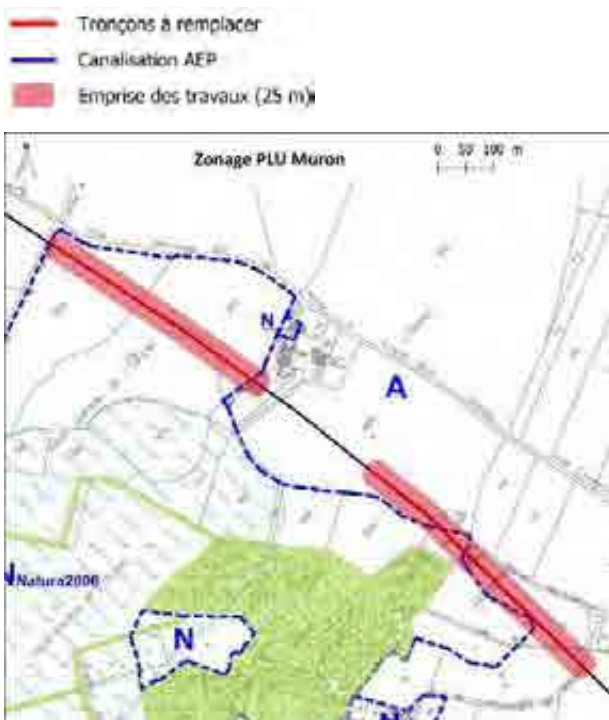 Tronçons à remplacer
Canalisation AEP
Emprise des travaux (25 m)
Zonage PLU Muron
0 50 100 m
N
A
Natura2000
N
N